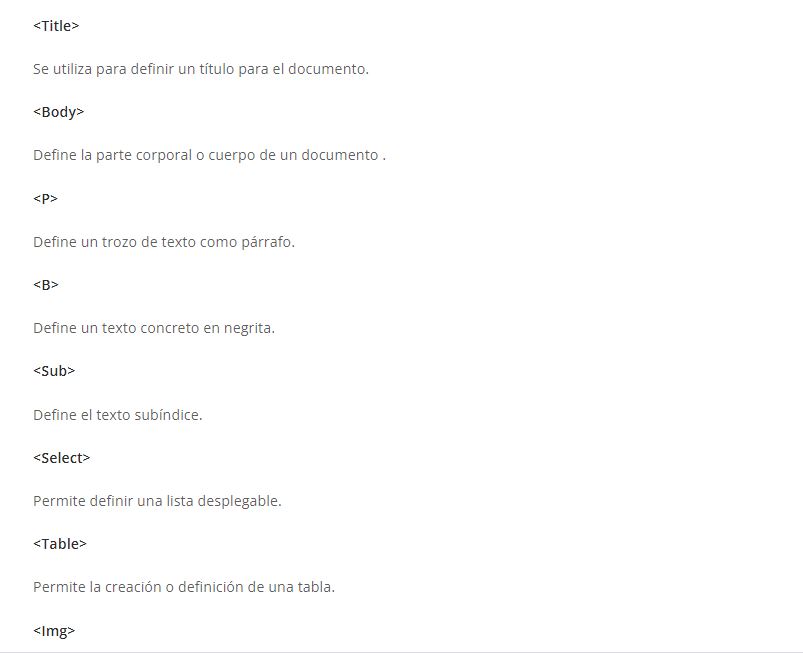 <Title>
Se utiliza para definir un título para el documento.
<Body>
Define la parte corporal o cuerpo de un documento .
<P>
Define un trozo de texto como párrafo.
<B>
Define un texto concreto en negrita.
<Sub>
Define el texto subíndice.
<Select>
Permite definir una lista desplegable.
<Table>
Permite la creación o definición de una tabla.
<Img>